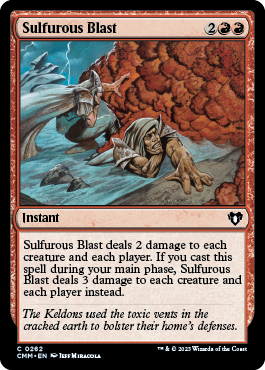 Sulfurous Blast 2
Instant
Sulfurous Blast deals 2 damage to each
creature and each player. If you cast this
spell during your main phase, Sulfurous
Blast deals 3 damage to each creature and
each player instead.
The Keldons used the toxic vents in the
cracked earth to bolster their home's defenses.
C 0262
CMM • EN Jeff Miracola
™ & © 2023 Wizards of the Coast